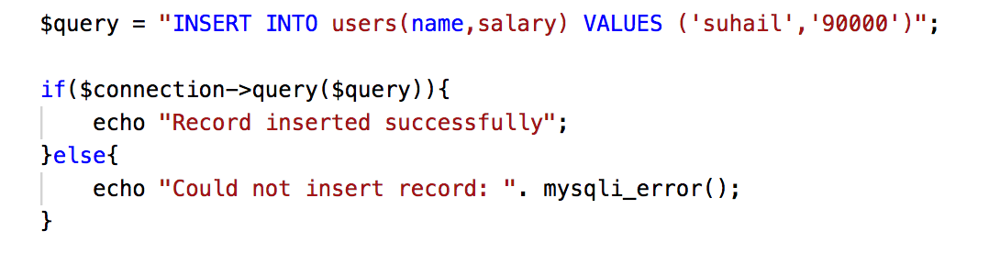 $query = "INSERT INTO users(name,salary) VALUES ('suhail','90000')";
if($connection->query($query)){
echo "Record inserted successfully";
}else{
echo "Could not insert record: ". mysqli_error();
}